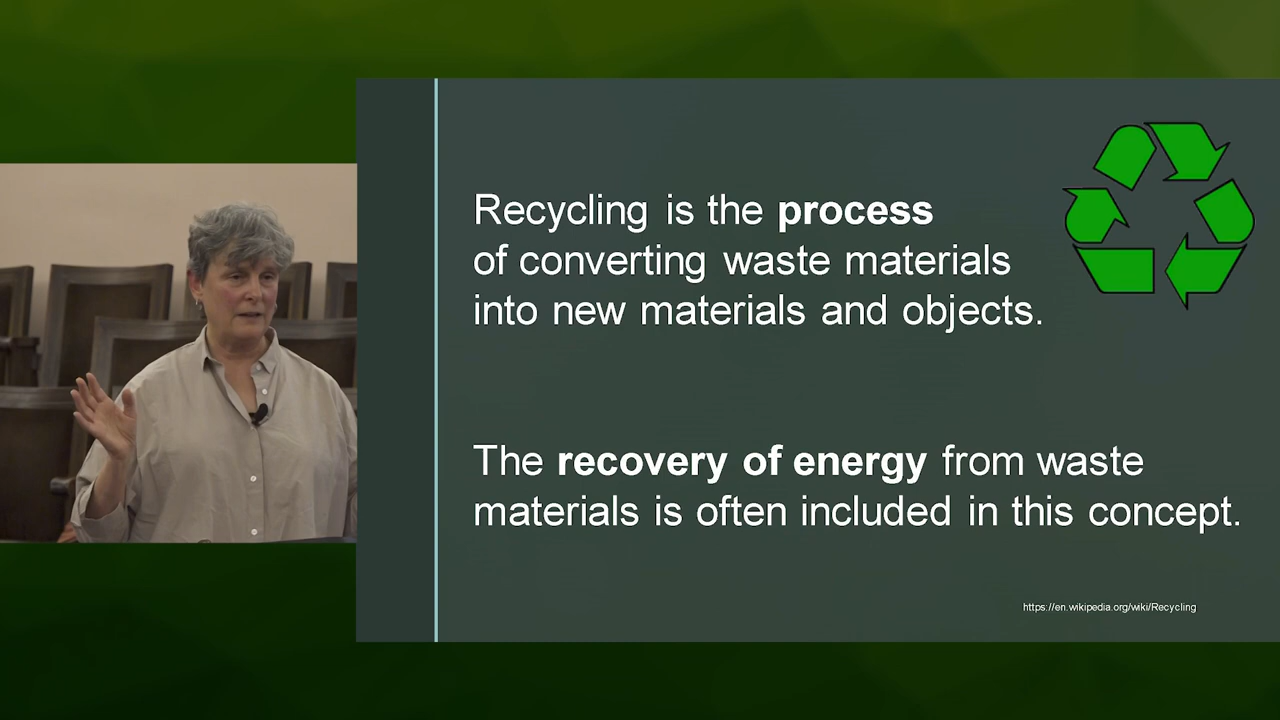 Recycling is the process
of converting waste materials
into new materials and objects.
The recovery of energy from waste
materials is often included in this concept.
https://en.wikipedia.org/wiki/Recycling